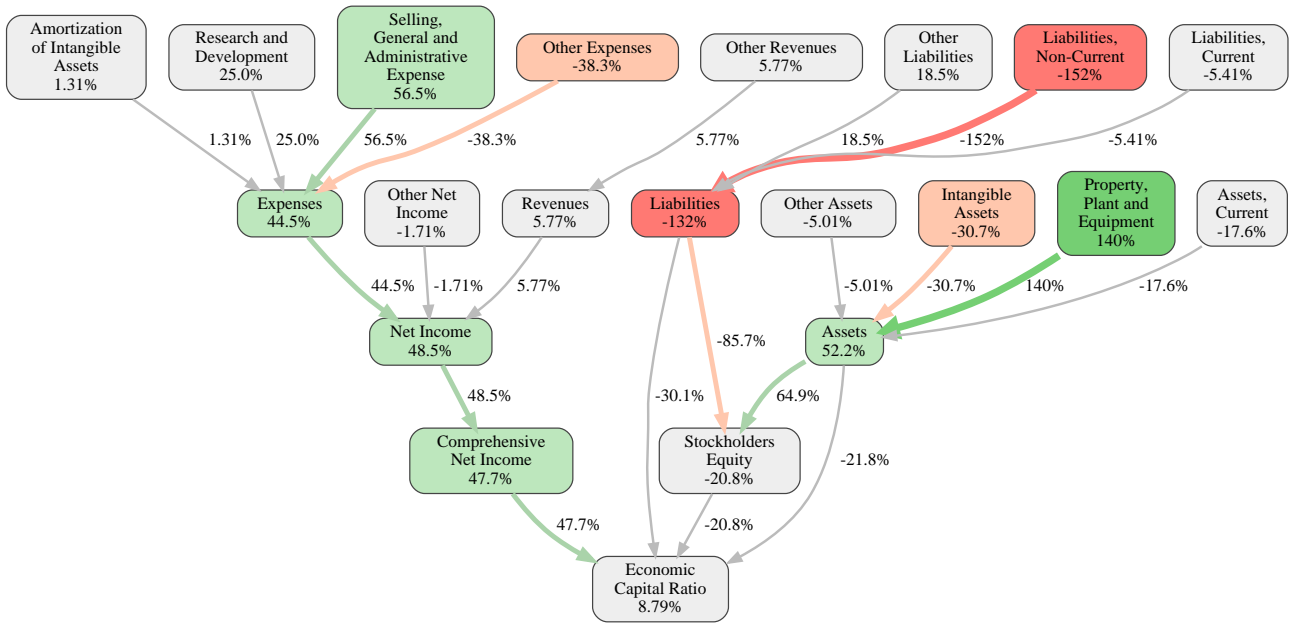 Amortization
of Intangible
Assets
1.31%
Research and
Development
25.0%
Selling,
General and
Administrative
Expense
56.5%
Other Expenses
-38.3%
Other Revenues
5.77%
Other
Liabilities
18.5%
Liabilities,
Non-Current
-152%
Liabilities,
Current
-5.41%
1.31%
25.0%
56.5%
-38.3%
5.77%
18.5%
-152%
-5.41%
Expenses
44.5%
Other Net
Income
-1.71%
Revenues
5.77%
Liabilities
-132%
Other Assets
-5.01%
Intangible
Assets
-30.7%
Property,
Plant and
Equipment
140%
Assets,
Current
-17.6%
44.5%
-1.71%
5.77%
-5.01%
-30.7%
140%
-17.6%
Net Income
48.5%
-85.7%
Assets
52.2%
48.5%
-30.1%
64.9%
Comprehensive
Net Income
47.7%
Stockholders
Equity
-20.8%
-21.8%
47.7%
-20.8%
Economic
Capital Ratio
8.79%